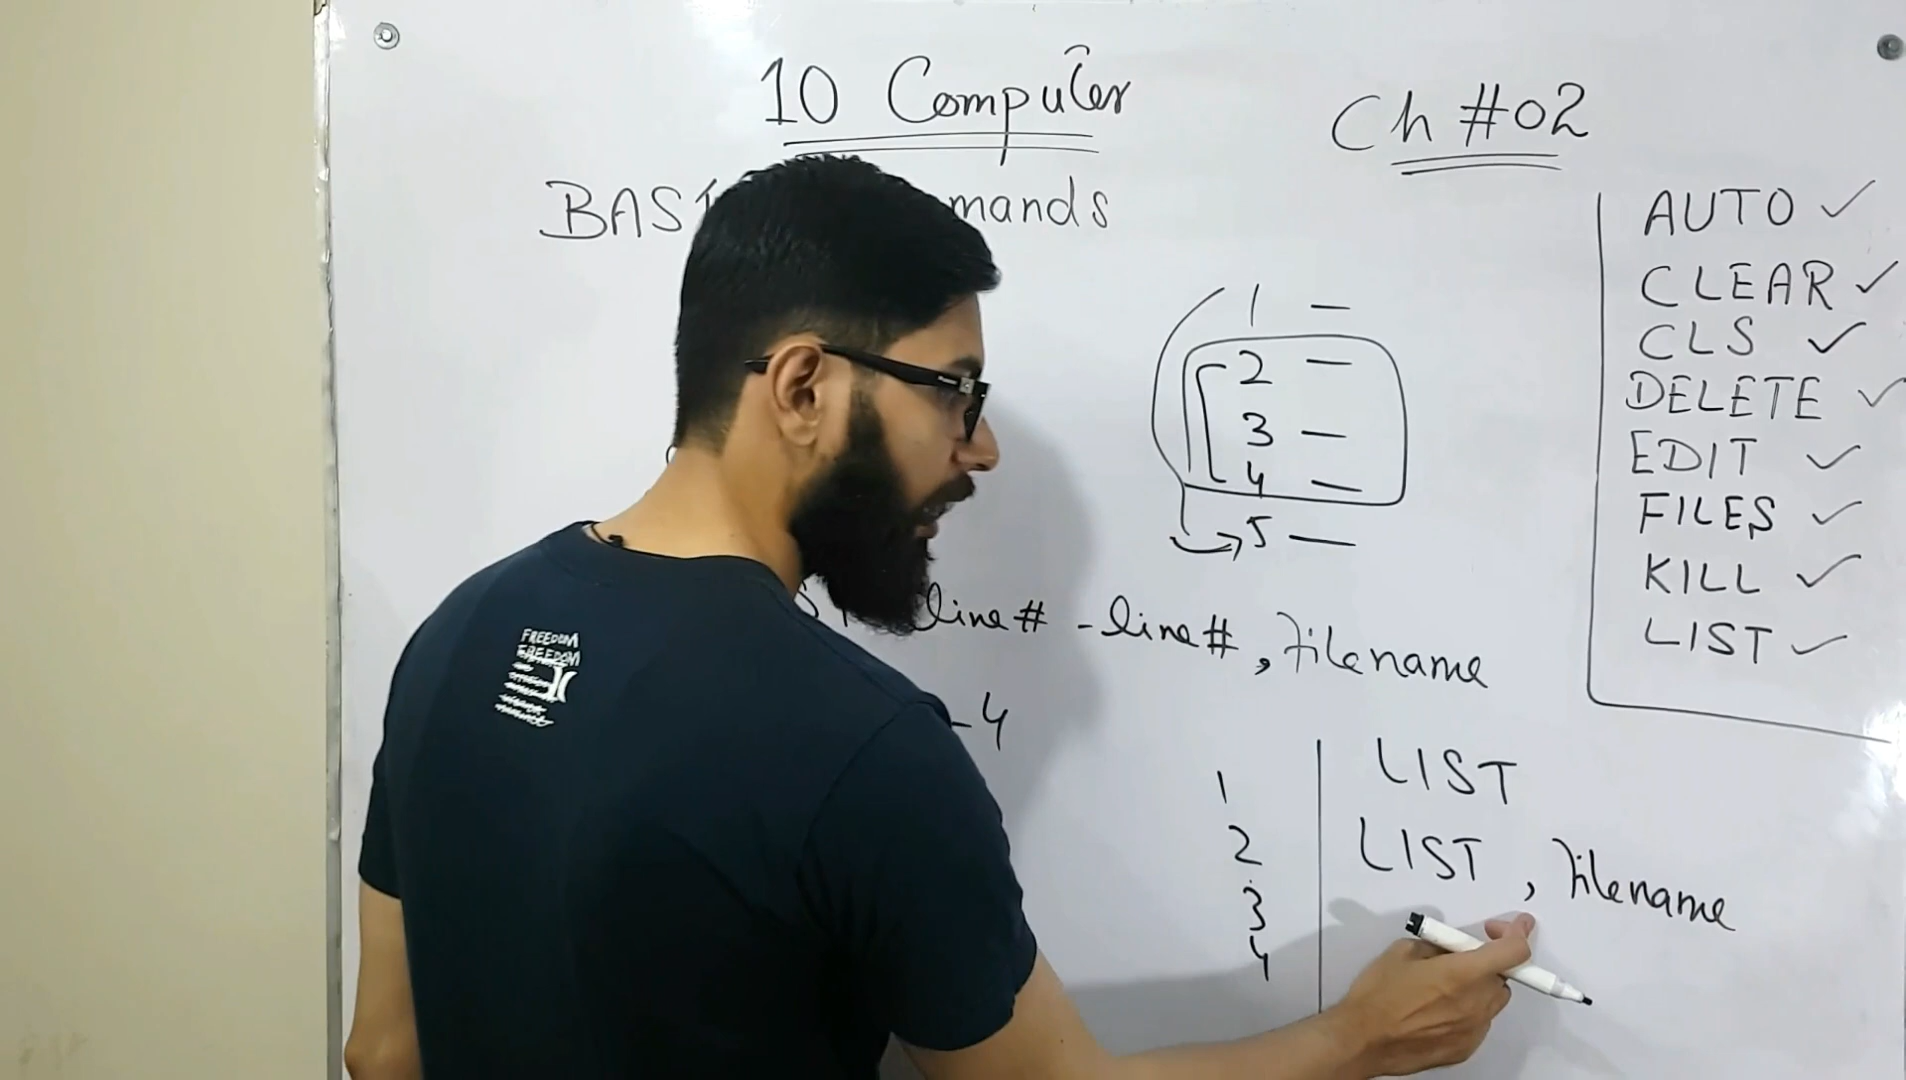 10 Computer
Ch #02
mands
1 —
2 —
3 —
4 —
5 —
line# - line# , filename
-4
1
2
3
4
LIST
LIST , filename
AUTO ✓
CLEAR ✓
CLS ✓
DELETE ✓
EDIT ✓
FILES ✓
KILL ✓
LIST ✓
FREEDOM
FREEDOM